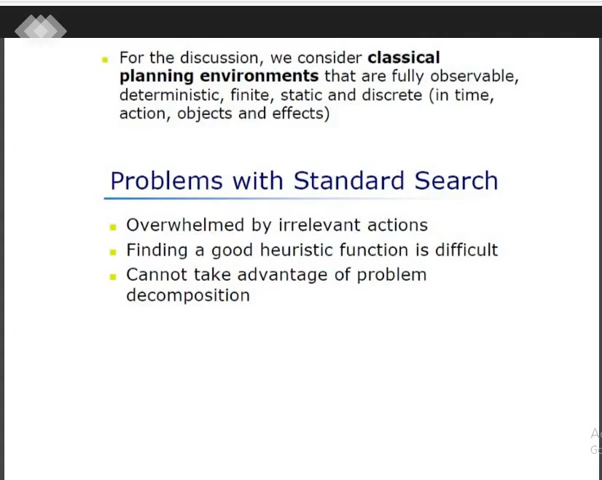 For the discussion, we consider classical
planning environments that are fully observable,
deterministic, finite, static and discrete (in time,
action, objects and effects)
Problems with Standard Search
Overwhelmed by irrelevant actions
Finding a good heuristic function is difficult
Cannot take advantage of problem
decomposition